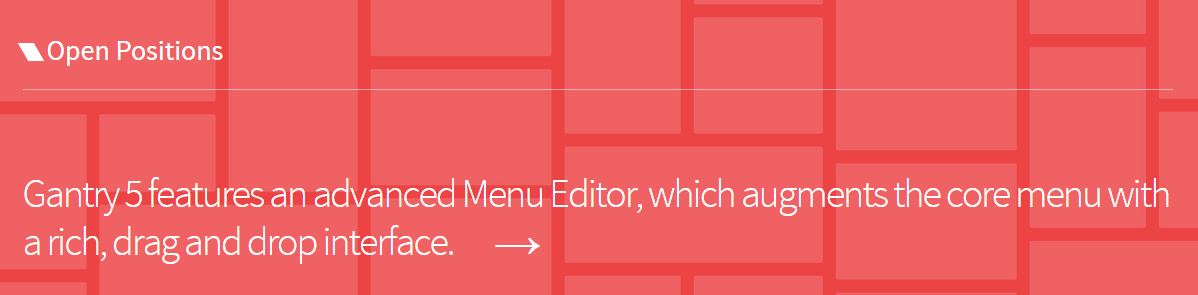 Open Positions
Gantry 5 features an advanced Menu Editor, which augments the core menu with
a rich, drag and drop interface.